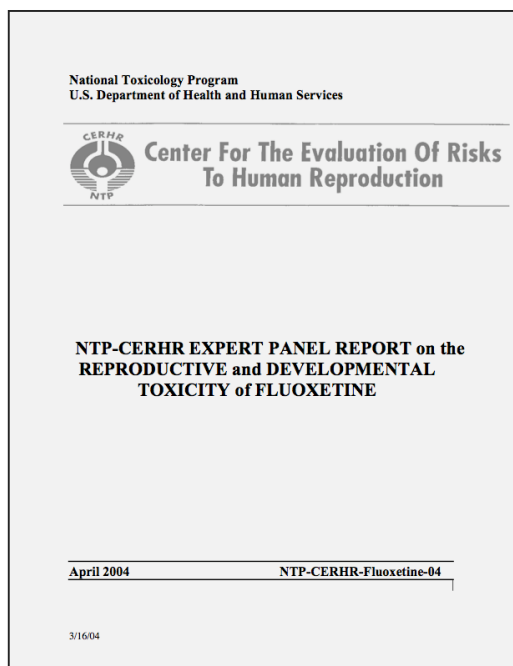 National Toxicology Program
U.S. Department of Health and Human Services
CERHR
NTP
Center For The Evaluation Of Risks
To Human Reproduction
NTP-CERHR EXPERT PANEL REPORT on the
REPRODUCTIVE and DEVELOPMENTAL
TOXICITY of FLUOXETINE
April 2004 NTP-CERHR-Fluoxetine-04
3/16/04